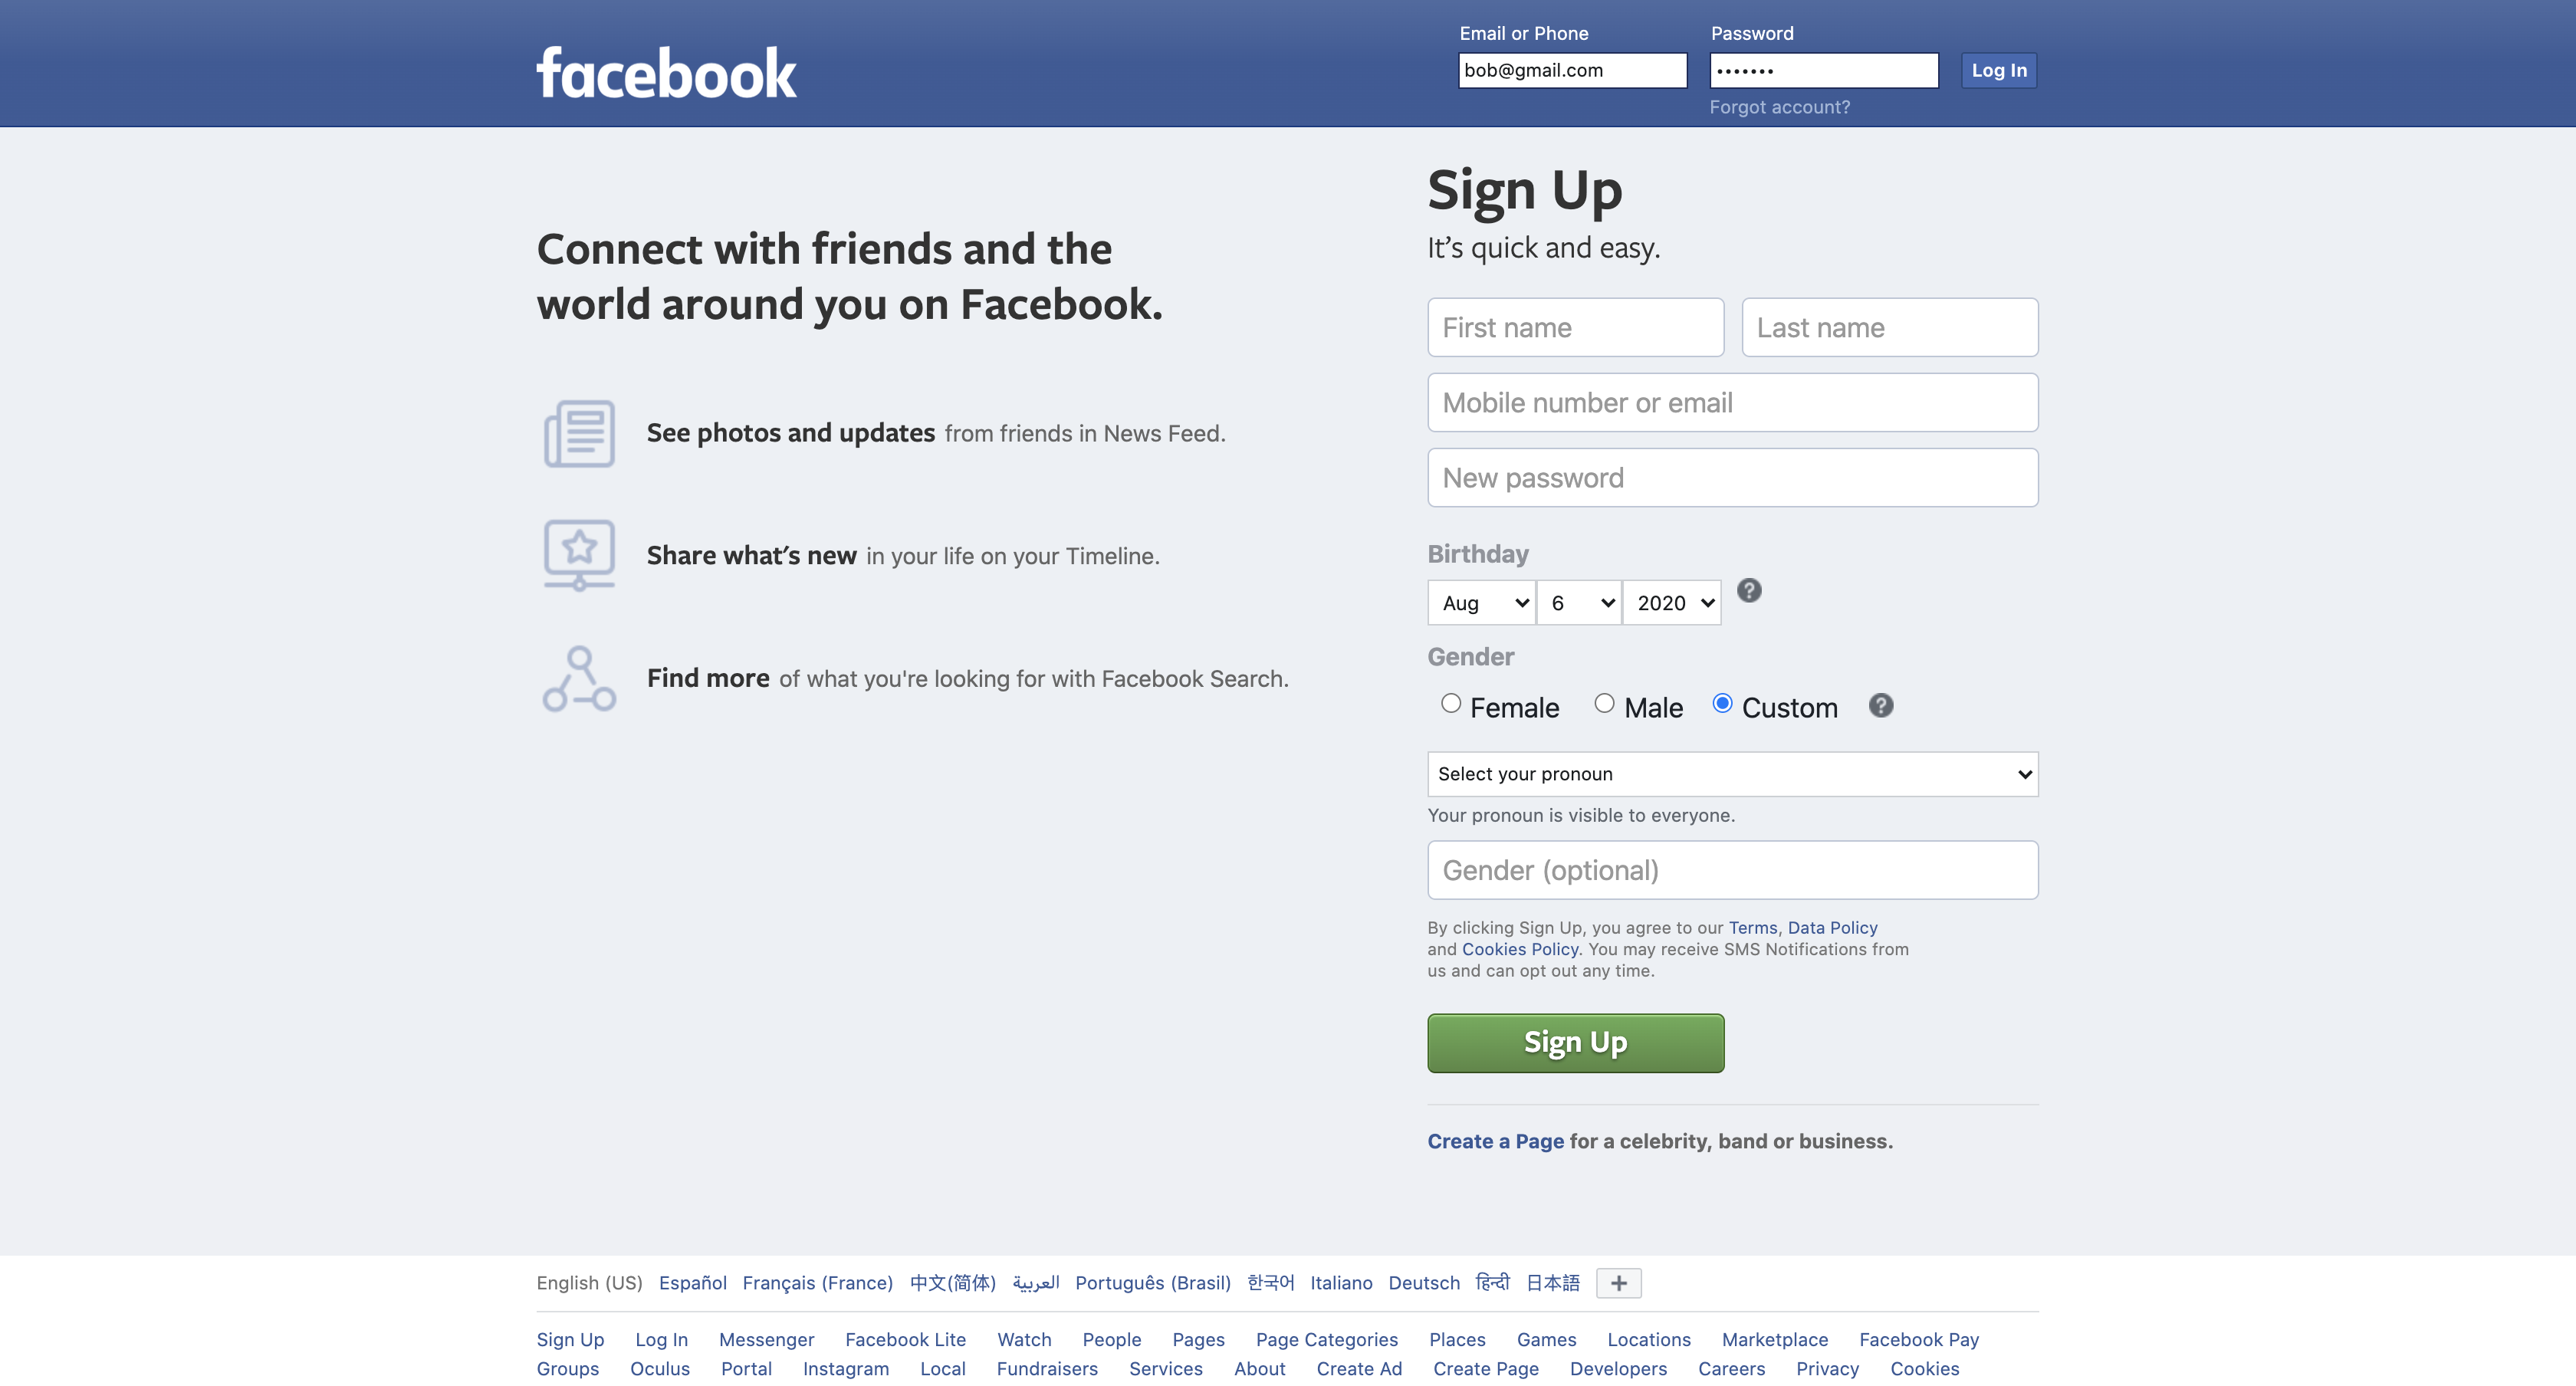 facebook
Email or Phone
Password
bob@gmail.com
•••••••
Log In
Forgot account?
Connect with friends and the
world around you on Facebook.
See photos and updates from friends in News Feed.
Share what's new in your life on your Timeline.
Find more of what you're looking for with Facebook Search.
Sign Up
It's quick and easy.
First name
Last name
Mobile number or email
New password
Birthday
Aug 6 2020
?
Gender
Female Male Custom
?
Select your pronoun
Your pronoun is visible to everyone.
Gender (optional)
By clicking Sign Up, you agree to our Terms, Data Policy
and Cookies Policy. You may receive SMS Notifications from
us and can opt out any time.
Sign Up
Create a Page for a celebrity, band or business.
English (US) Español Français (France) 中文(简体) العربية Português (Brasil) 한국어 Italiano Deutsch हिन्दी 日本語 +
Sign Up Log In Messenger Facebook Lite Watch People Pages Page Categories Places Games Locations Marketplace Facebook Pay
Groups Oculus Portal Instagram Local Fundraisers Services About Create Ad Create Page Developers Careers Privacy Cookies